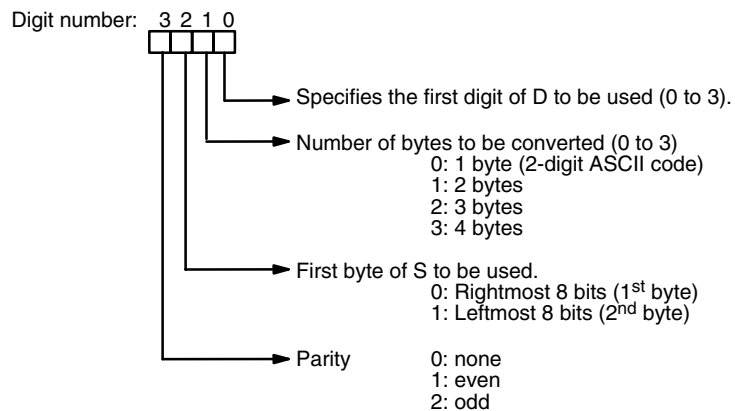 Digit number: 3 2 1 0
Specifies the first digit of D to be used (0 to 3).
Number of bytes to be converted (0 to 3)
0: 1 byte (2-digit ASCII code)
1: 2 bytes
2: 3 bytes
3: 4 bytes
First byte of S to be used.
0: Rightmost 8 bits (1st byte)
1: Leftmost 8 bits (2nd byte)
Parity 0: none
1: even
2: odd